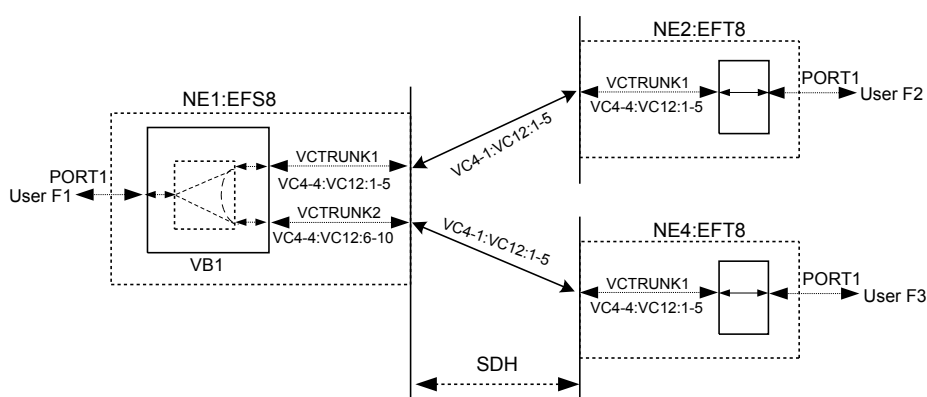 NE2:EFT8
VCTRUNK1
VC4-4:VC12:1-5
PORT1
User F2
NE1:EFS8
PORT1
User F1
VCTRUNK1
VC4-4:VC12:1-5
VCTRUNK2
VC4-4:VC12:6-10
VB1
VC4-1:VC12:1-5
VC4-1:VC12:1-5
NE4:EFT8
VCTRUNK1
VC4-4:VC12:1-5
PORT1
User F3
SDH